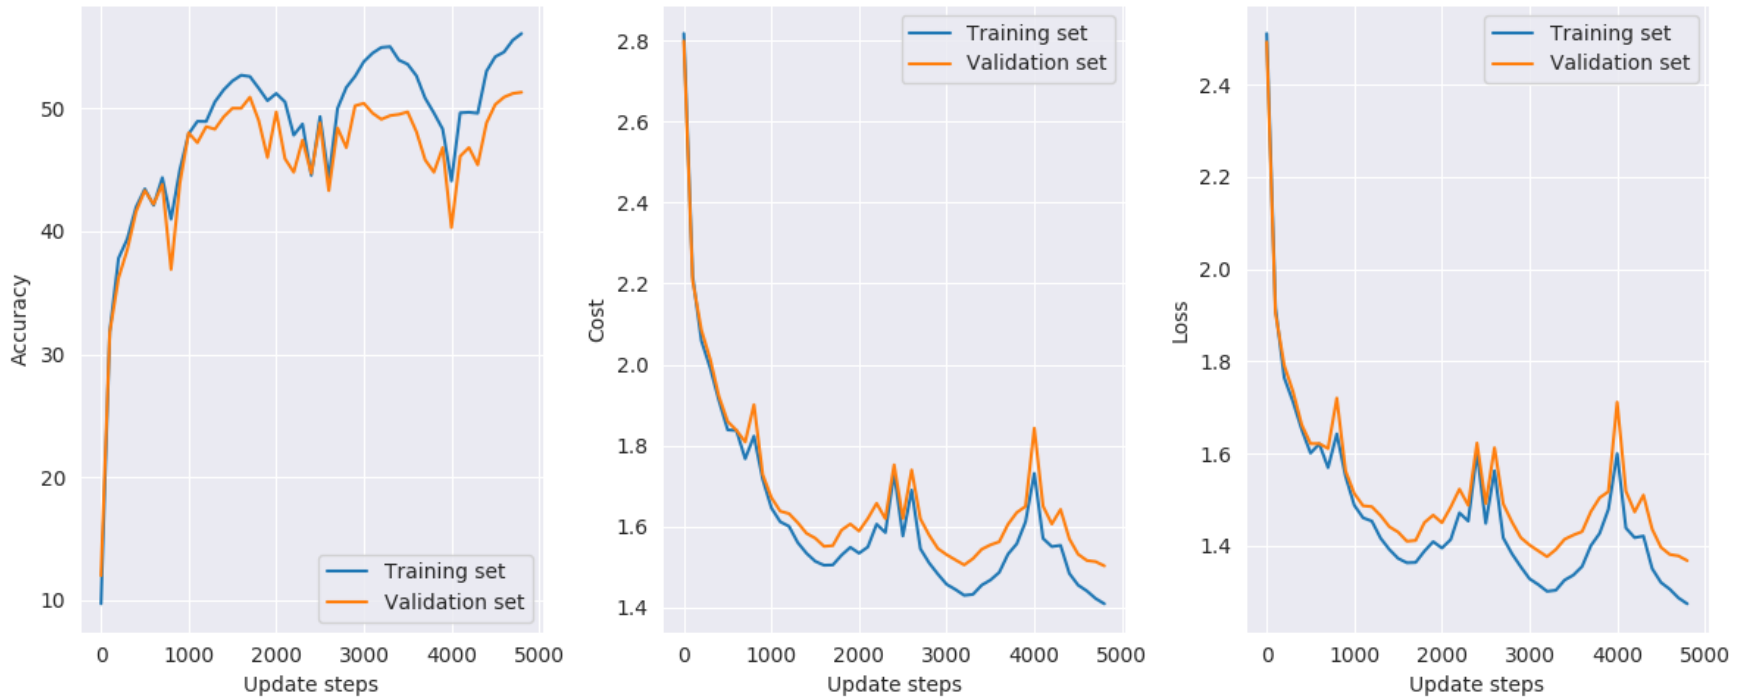 Accuracy
50
40
30
20
10
Training set
Validation set
0 1000 2000 3000 4000 5000
Update steps
Cost
2.8
2.6
2.4
2.2
2.0
1.8
1.6
1.4
Training set
Validation set
0 1000 2000 3000 4000 5000
Update steps
Loss
2.4
2.2
2.0
1.8
1.6
1.4
Training set
Validation set
0 1000 2000 3000 4000 5000
Update steps